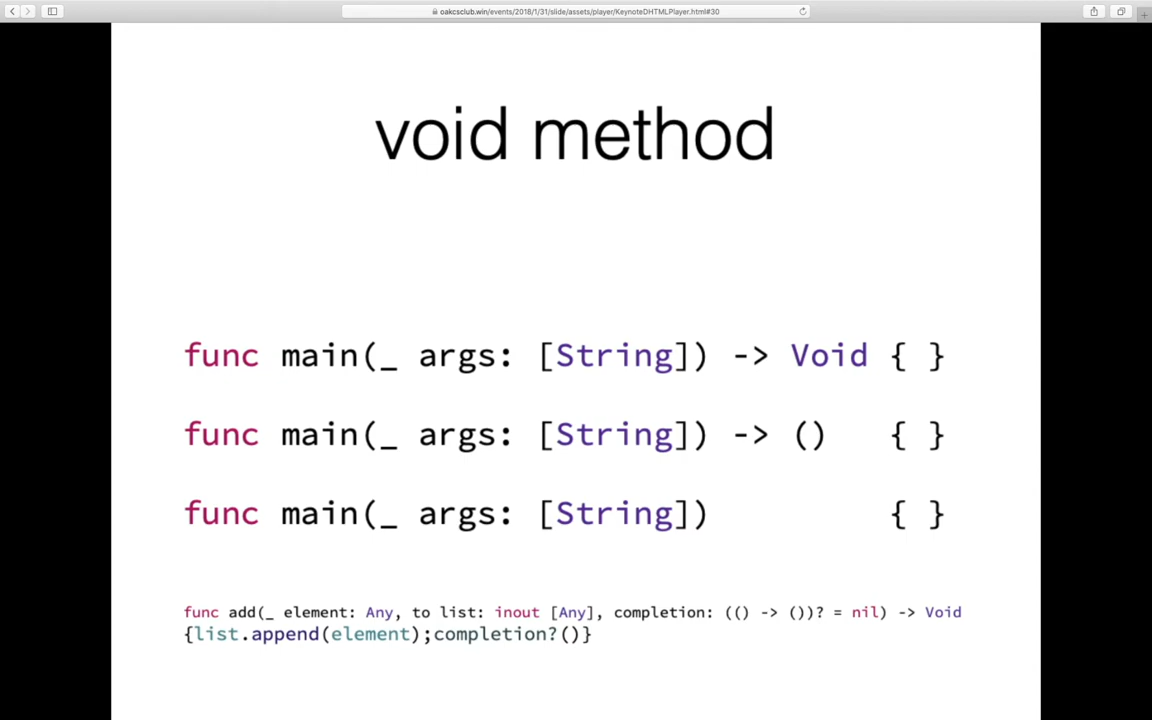 oakcsclub.win/events/2018/1/31/slide/assets/player/KeynoteDHTMLPlayer.html#30
void method
func main(_ args: [String]) -> Void { }
func main(_ args: [String]) -> () { }
func main(_ args: [String]) { }
func add(_ element: Any, to list: inout [Any], completion: (() -> ())? = nil) -> Void
{list.append(element);completion?()}